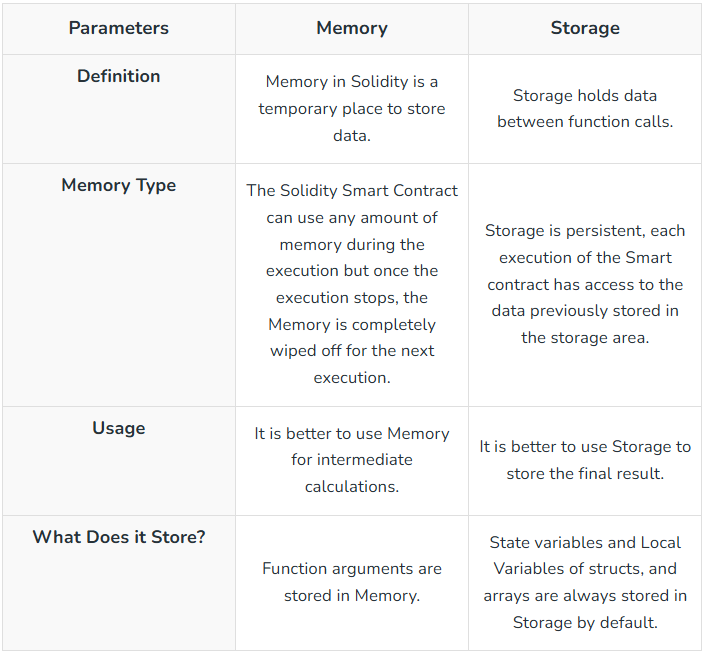 Parameters
Memory
Storage
Definition
Memory in Solidity is a
temporary place to store
data.
Storage holds data
between function calls.
Memory Type
The Solidity Smart Contract
can use any amount of
memory during the
execution but once the
execution stops, the
Memory is completely
wiped off for the next
execution.
Storage is persistent, each
execution of the Smart
contract has access to the
data previously stored in
the storage area.
Usage
It is better to use Memory
for intermediate
calculations.
It is better to use Storage to
store the final result.
What Does it Store?
Function arguments are
stored in Memory.
State variables and Local
Variables of structs, and
arrays are always stored in
Storage by default.